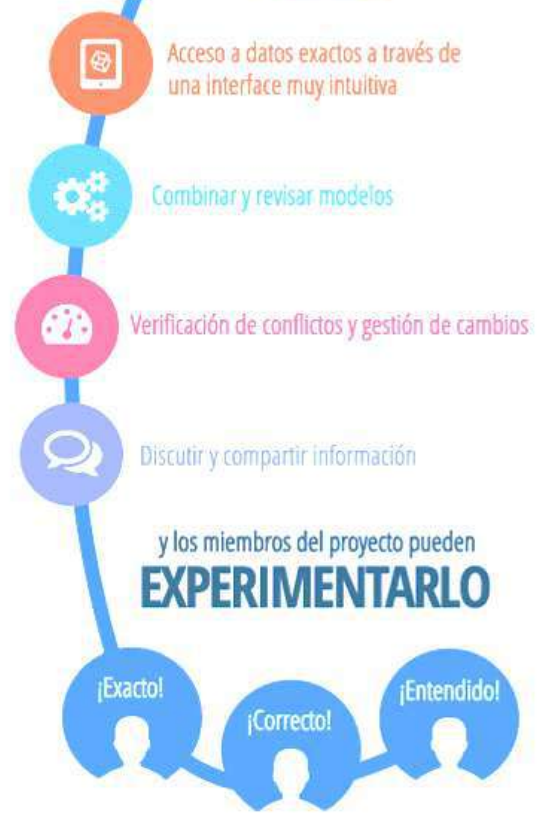 Acceso a datos exactos a través de
una interface muy intuitiva
Combinar y revisar modelos
Verificación de conflictos y gestión de cambios
Discutir y compartir información
y los miembros del proyecto pueden
EXPERIMENTARLO
¡Exacto!
¡Correcto!
¡Entendido!